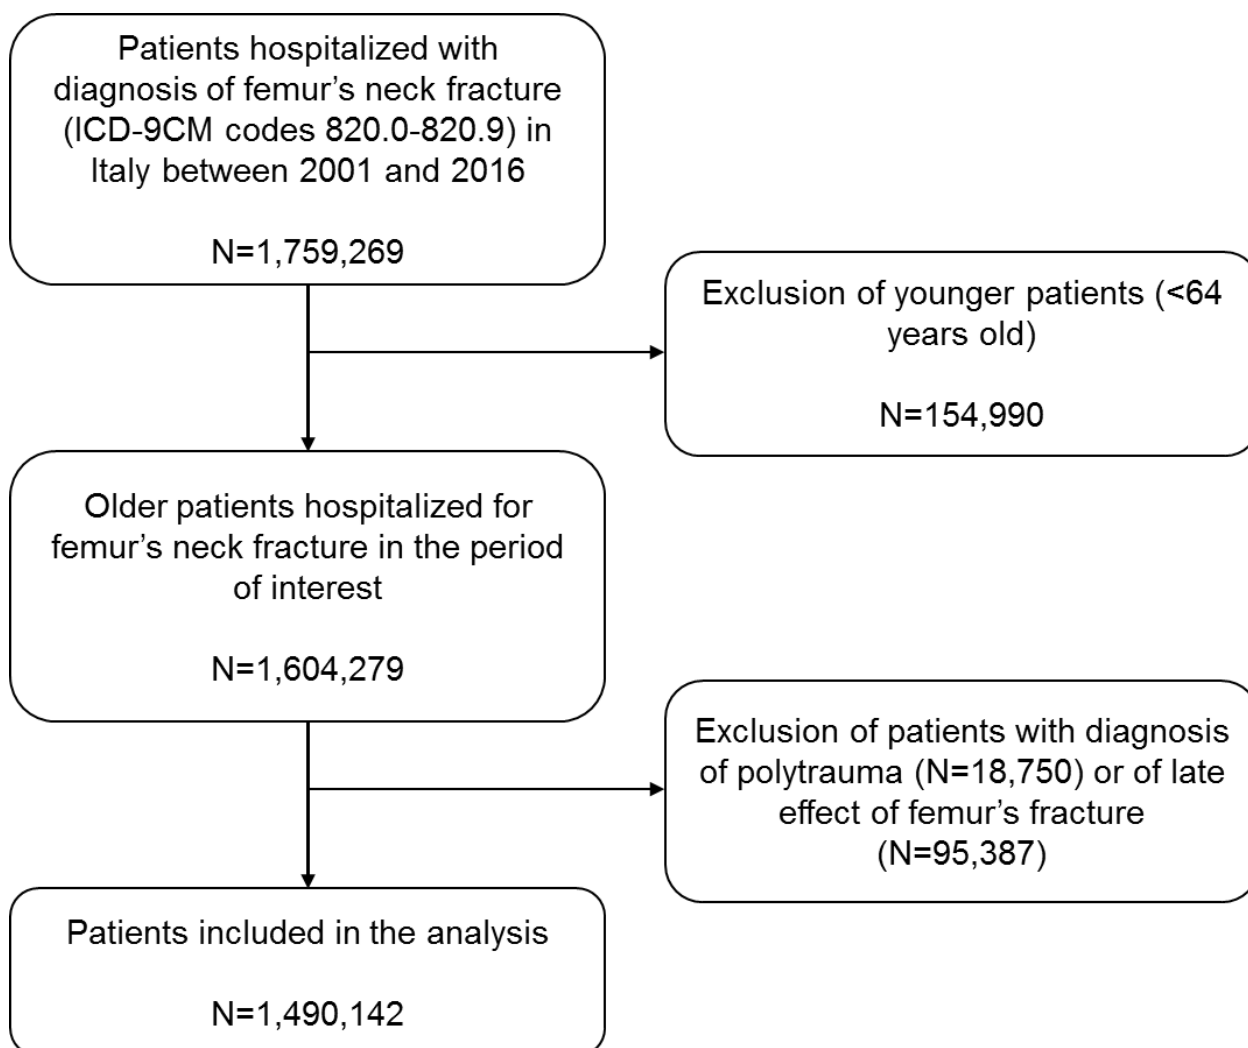 Patients hospitalized with
diagnosis of femur's neck fracture
(ICD-9CM codes 820.0-820.9) in
Italy between 2001 and 2016
N=1,759,269
Exclusion of younger patients (<64
years old)
N=154,990
Older patients hospitalized for
femur's neck fracture in the period
of interest
N=1,604,279
Exclusion of patients with diagnosis
of polytrauma (N=18,750) or of late
effect of femur's fracture
(N=95,387)
Patients included in the analysis
N=1,490,142